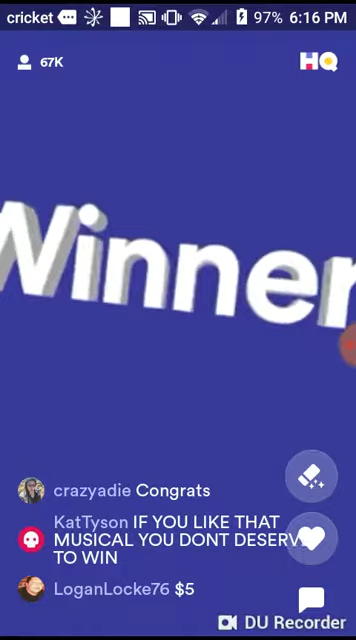 cricket 97% 6:16 PM
67K HQ
Winner
crazyadie Congrats
KatTyson IF YOU LIKE THAT
MUSICAL YOU DONT DESERV
TO WIN
LoganLocke76 $5
DU Recorder